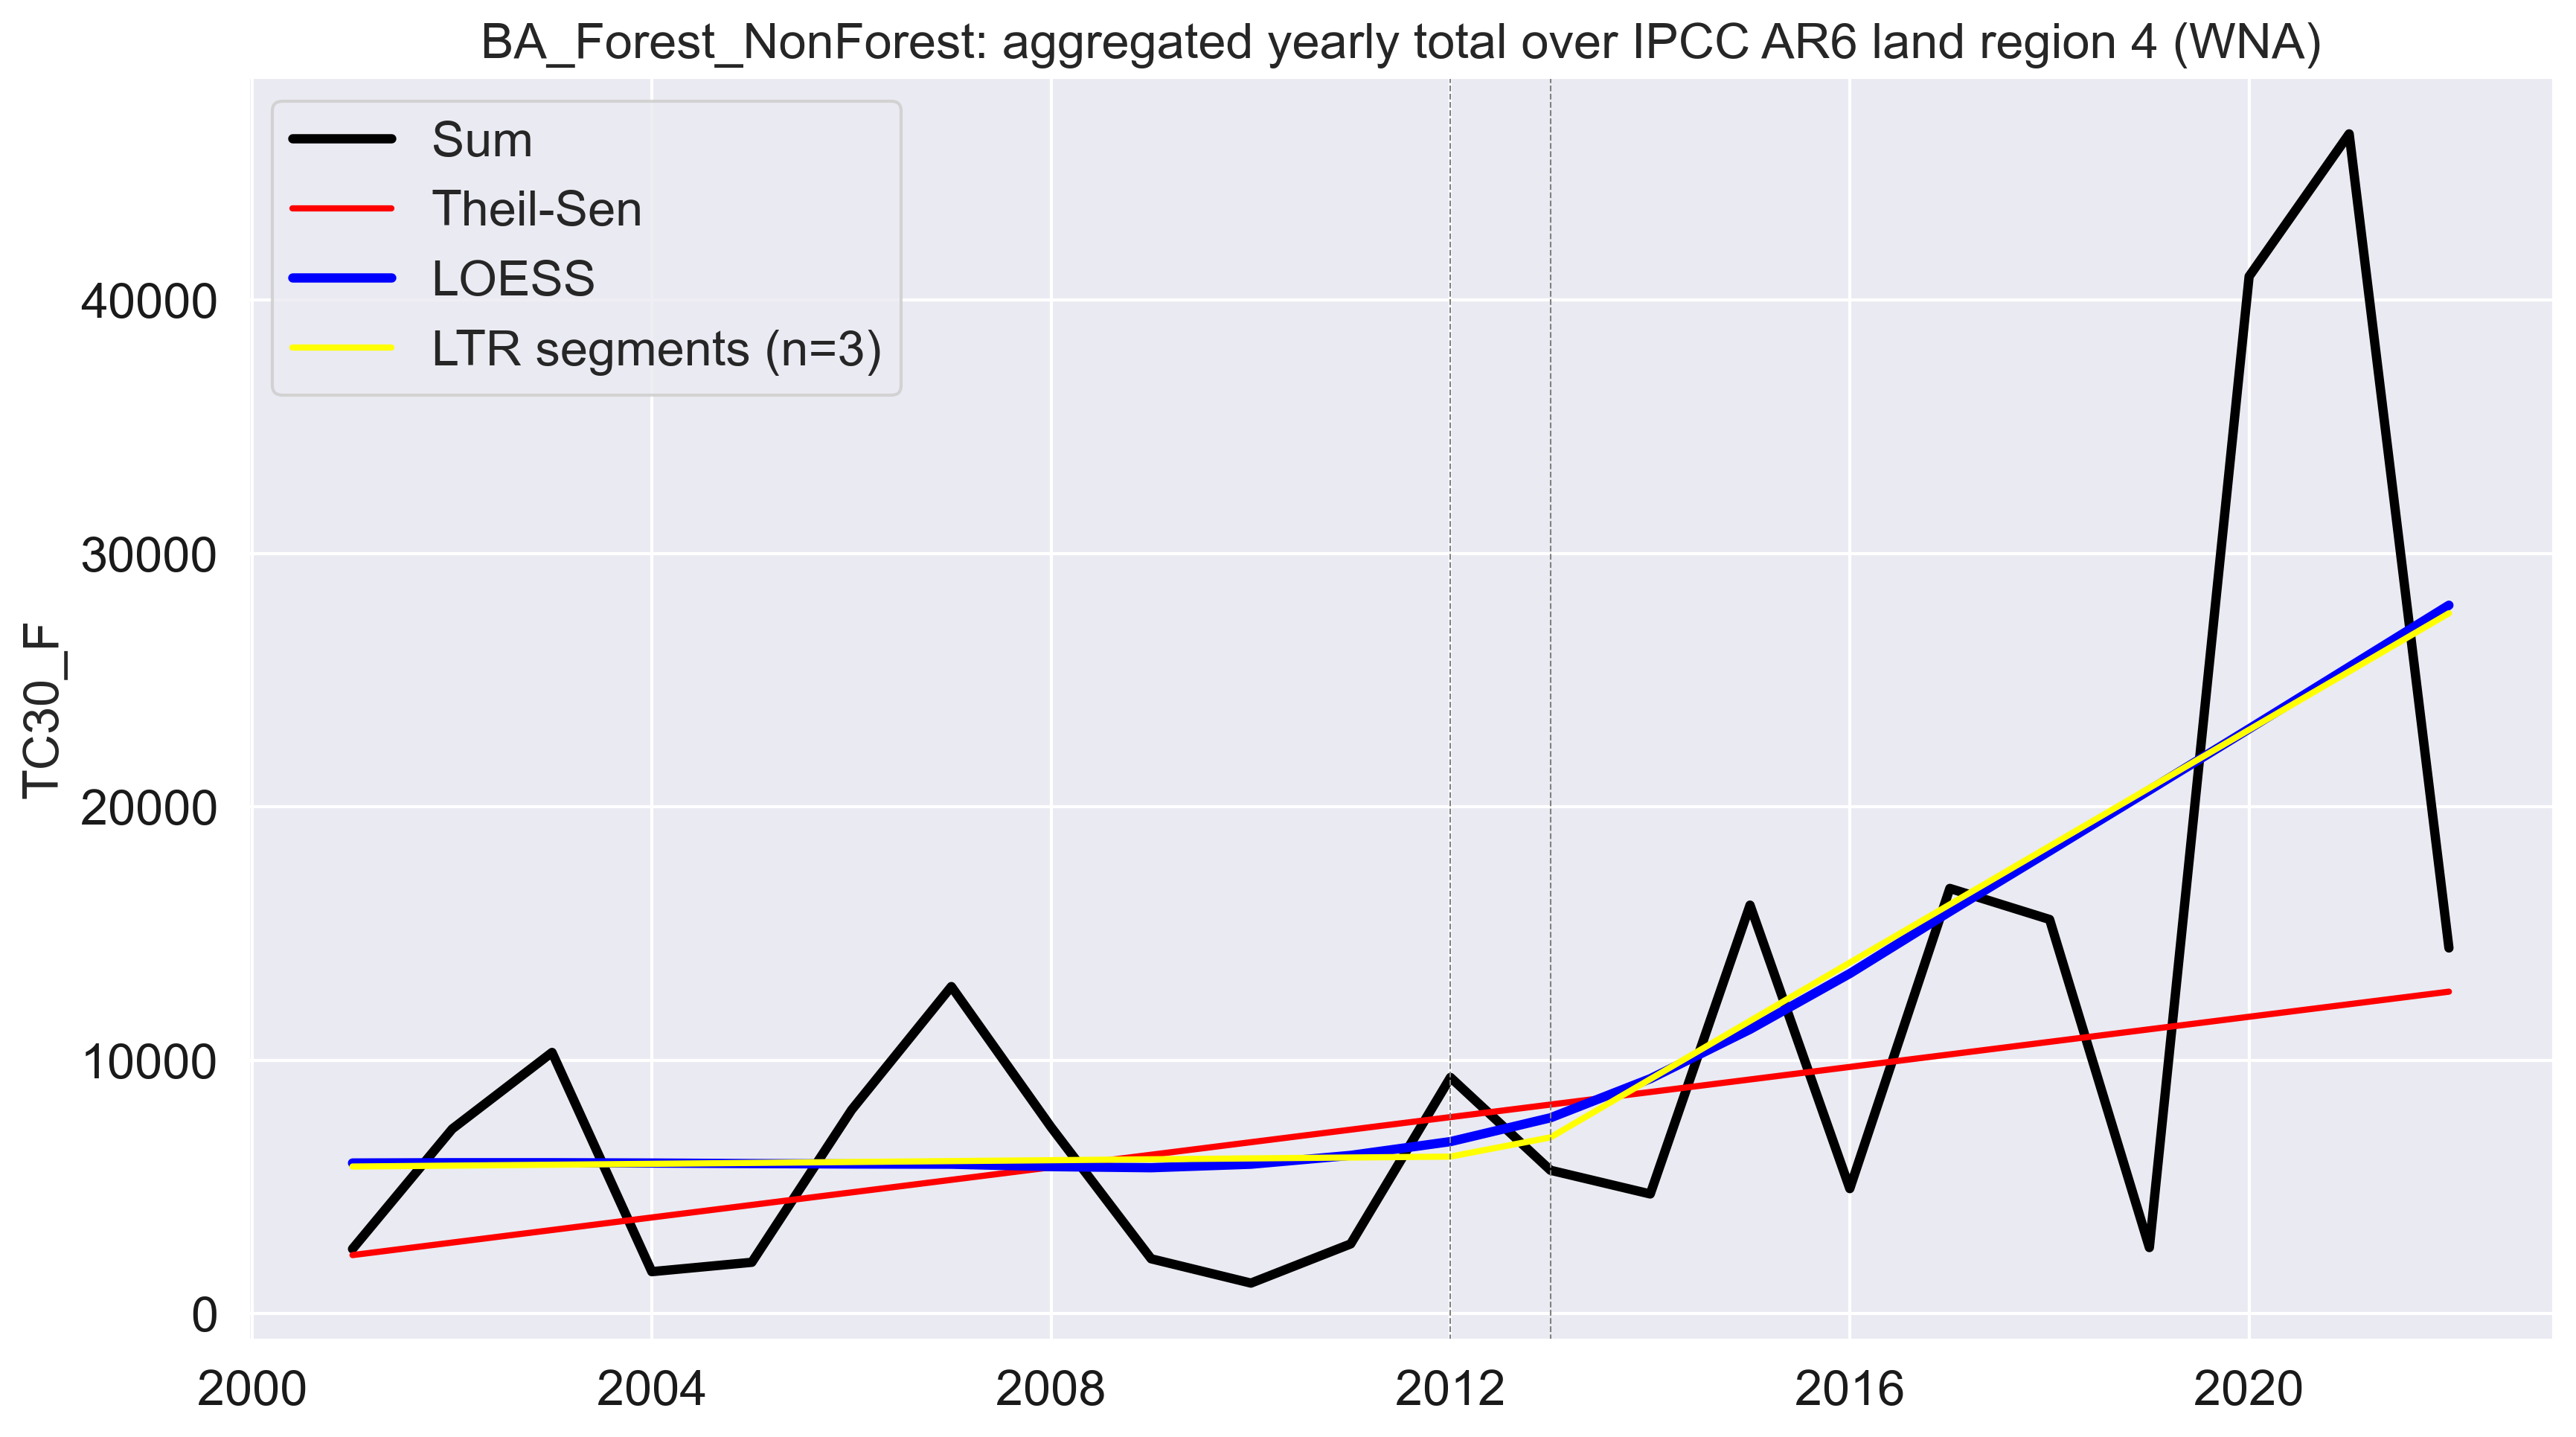 BA_Forest_NonForest: aggregated yearly total over IPCC AR6 land region 4 (WNA)
Sum
Theil-Sen
LOESS
LTR segments (n=3)
TC30_F
40000
30000
20000
10000
0
2000 2004 2008 2012 2016 2020